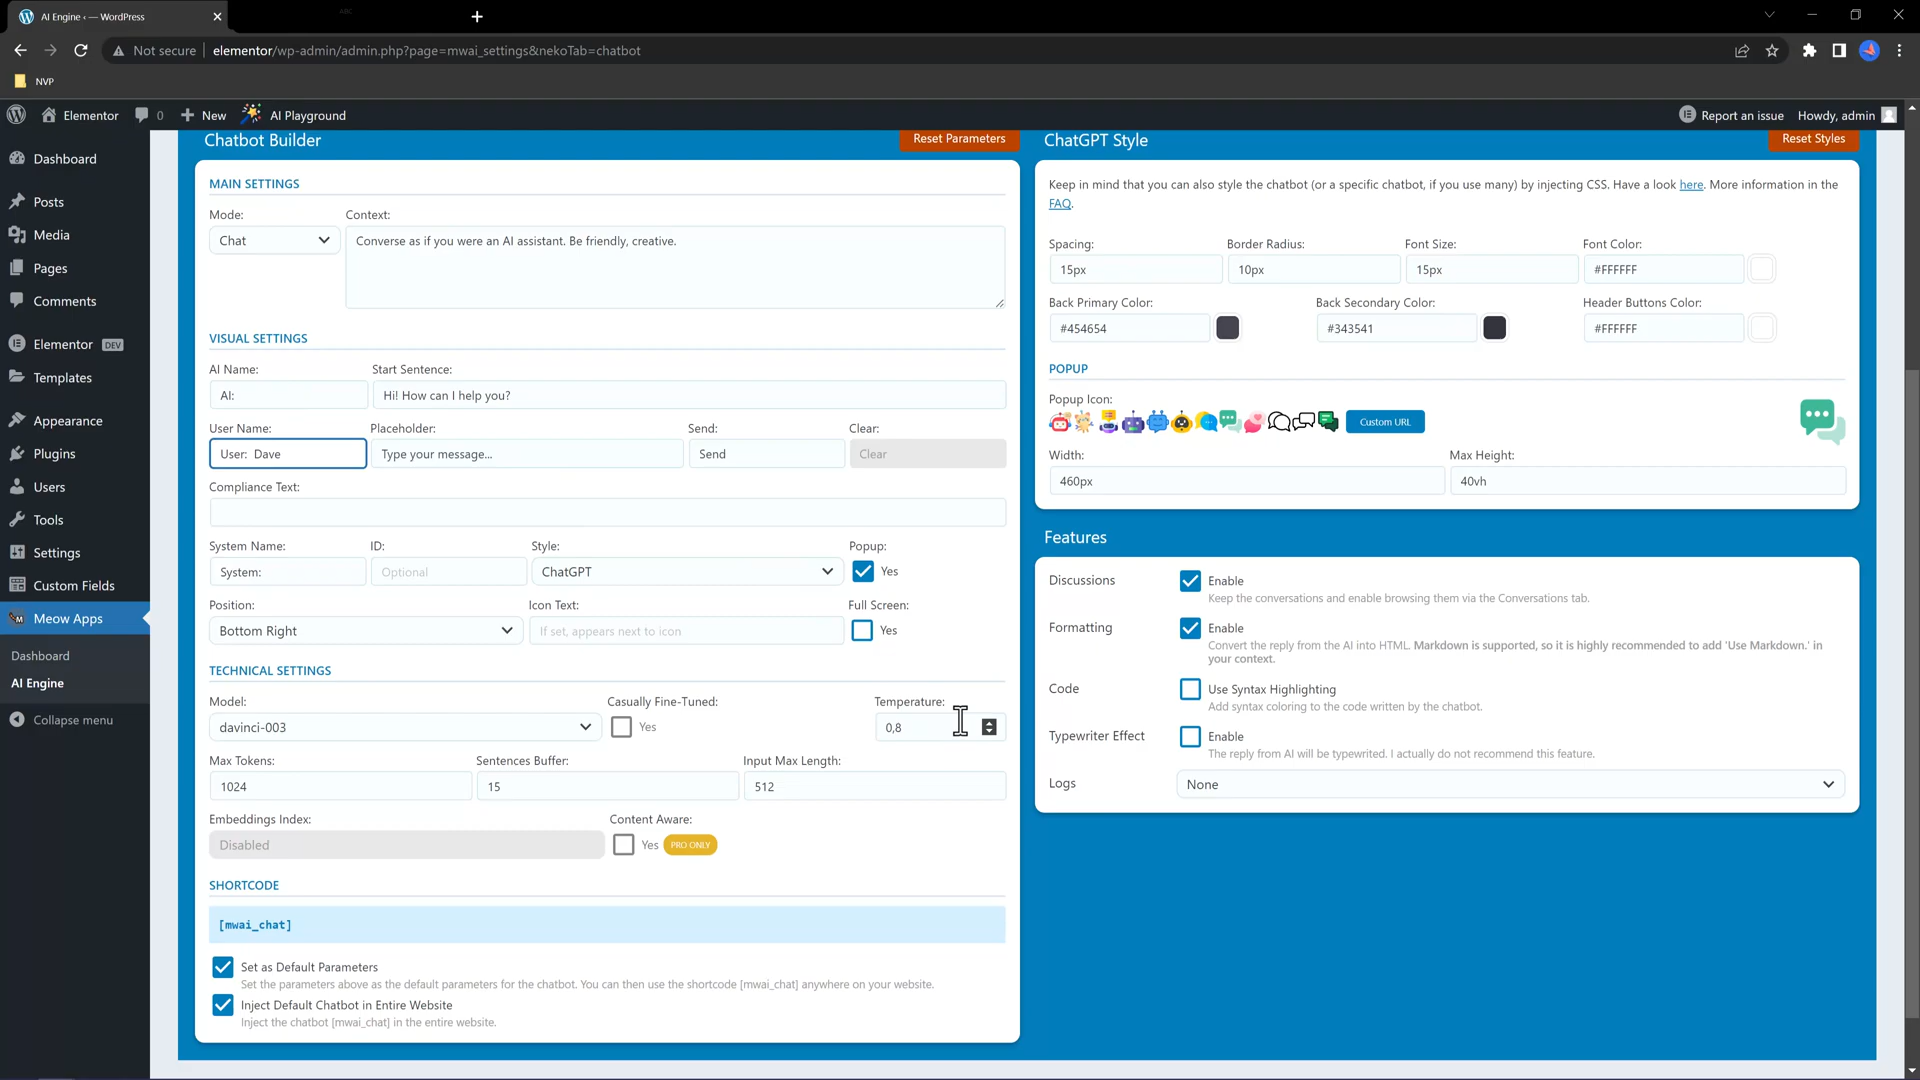 AI Engine ‹ — WordPress
ABC
Not secure
elementor/wp-admin/admin.php?page=mwai_settings&nekoTab=chatbot
NVP
Elementor
0
New
AI Playground
Report an issue
Howdy, admin
Dashboard
Posts
Media
Pages
Comments
Elementor DEV
Templates
Appearance
Plugins
Users
Tools
Settings
Custom Fields
Meow Apps
Dashboard
AI Engine
Collapse menu
Chatbot Builder
Reset Parameters
MAIN SETTINGS
Mode:
Context:
Chat
Converse as if you were an AI assistant. Be friendly, creative.
VISUAL SETTINGS
AI Name:
Start Sentence:
AI:
Hi! How can I help you?
User Name:
Placeholder:
Send:
Clear:
User: Dave
Type your message...
Send
Clear
Compliance Text:
System Name:
ID:
Style:
Popup:
System:
Optional
ChatGPT
Yes
Position:
Icon Text:
Full Screen:
Bottom Right
If set, appears next to icon
Yes
TECHNICAL SETTINGS
Model:
Casually Fine-Tuned:
Temperature:
davinci-003
Yes
0,8
Max Tokens:
Sentences Buffer:
Input Max Length:
1024
15
512
Embeddings Index:
Content Aware:
Disabled
Yes
PRO ONLY
SHORTCODE
[mwai_chat]
Set as Default Parameters
Set the parameters above as the default parameters for the chatbot. You can then use the shortcode [mwai_chat] anywhere on your website.
Inject Default Chatbot in Entire Website
Inject the chatbot [mwai_chat] in the entire website.
ChatGPT Style
Reset Styles
Keep in mind that you can also style the chatbot (or a specific chatbot, if you use many) by injecting CSS. Have a look here. More information in the
FAQ.
Spacing:
Border Radius:
Font Size:
Font Color:
15px
10px
15px
#FFFFFF
Back Primary Color:
Back Secondary Color:
Header Buttons Color:
#454654
#343541
#FFFFFF
POPUP
Popup Icon:
Custom URL
Width:
Max Height:
460px
40vh
Features
Discussions
Enable
Keep the conversations and enable browsing them via the Conversations tab.
Formatting
Enable
Convert the reply from the AI into HTML. Markdown is supported, so it is highly recommended to add 'Use Markdown.' in
your context.
Code
Use Syntax Highlighting
Add syntax coloring to the code written by the chatbot.
Typewriter Effect
Enable
The reply from AI will be typewrited. I actually do not recommend this feature.
Logs
None